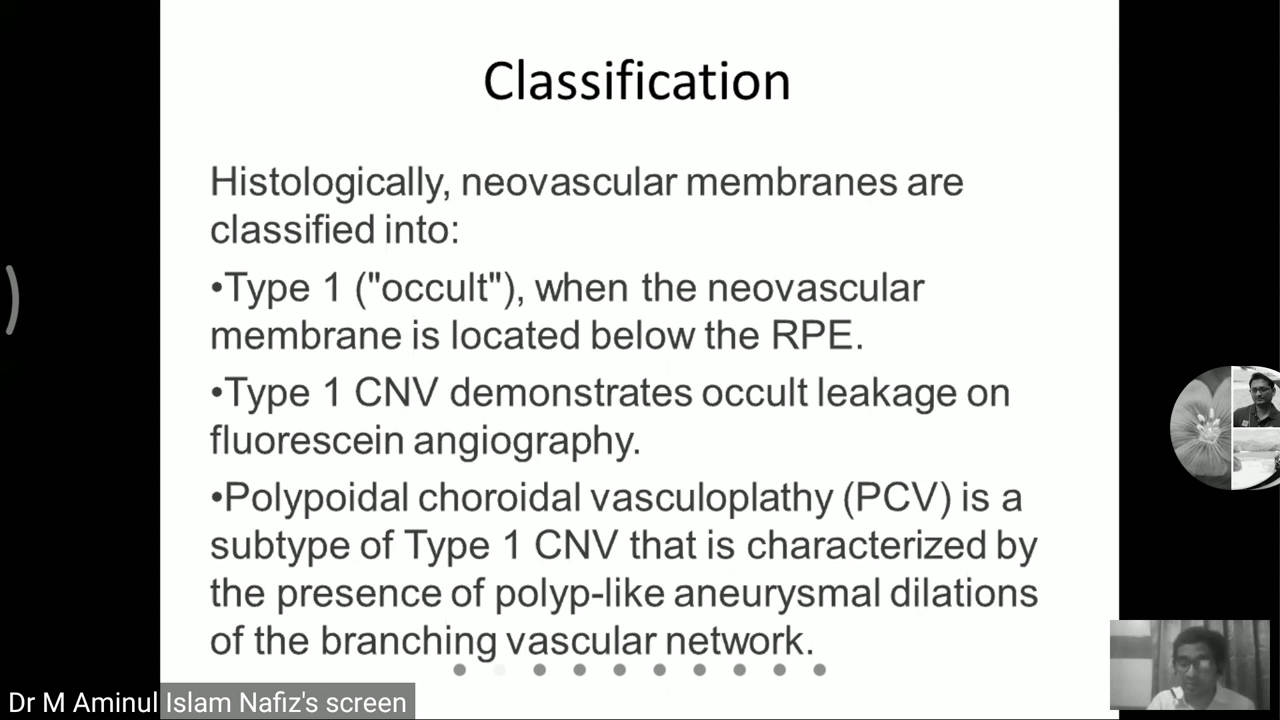 Classification
Histologically, neovascular membranes are
classified into:
•Type 1 ("occult"), when the neovascular
membrane is located below the RPE.
•Type 1 CNV demonstrates occult leakage on
fluorescein angiography.
•Polypoidal choroidal vasculoplathy (PCV) is a
subtype of Type 1 CNV that is characterized by
the presence of polyp-like aneurysmal dilations
of the branching vascular network.
Dr M Aminul Islam Nafiz's screen